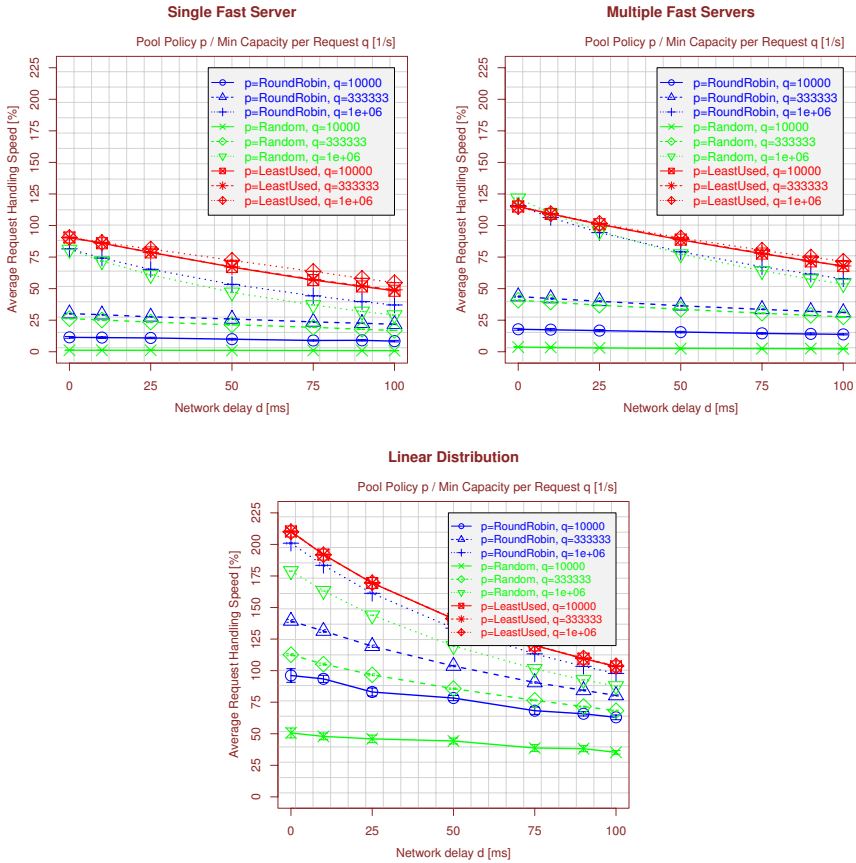 Single Fast Server
Pool Policy p / Min Capacity per Request q [1/s]
Average Request Handling Speed [%]
225
200
175
150
125
100
75
50
25
0
p=RoundRobin, q=10000
p=RoundRobin, q=333333
p=RoundRobin, q=1e+06
p=Random, q=10000
p=Random, q=333333
p=Random, q=1e+06
p=LeastUsed, q=10000
p=LeastUsed, q=333333
p=LeastUsed, q=1e+06
0 25 50 75 100
Network delay d [ms]
Multiple Fast Servers
Pool Policy p / Min Capacity per Request q [1/s]
Average Request Handling Speed [%]
225
200
175
150
125
100
75
50
25
0
p=RoundRobin, q=10000
p=RoundRobin, q=333333
p=RoundRobin, q=1e+06
p=Random, q=10000
p=Random, q=333333
p=Random, q=1e+06
p=LeastUsed, q=10000
p=LeastUsed, q=333333
p=LeastUsed, q=1e+06
0 25 50 75 100
Network delay d [ms]
Linear Distribution
Pool Policy p / Min Capacity per Request q [1/s]
Average Request Handling Speed [%]
225
200
175
150
125
100
75
50
25
0
p=RoundRobin, q=10000
p=RoundRobin, q=333333
p=RoundRobin, q=1e+06
p=Random, q=10000
p=Random, q=333333
p=Random, q=1e+06
p=LeastUsed, q=10000
p=LeastUsed, q=333333
p=LeastUsed, q=1e+06
0 25 50 75 100
Network delay d [ms]